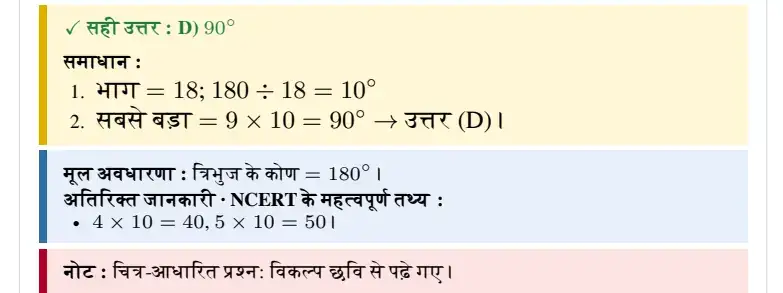 ✓ सही उत्तर : D) 90°
समाधान :
1. भाग = 18; 180 ÷ 18 = 10°
2. सबसे बड़ा = 9 × 10 = 90° → उत्तर (D)।
मूल अवधारणा : त्रिभुज के कोण = 180°।
अतिरिक्त जानकारी · NCERT के महत्वपूर्ण तथ्य :
• 4 × 10 = 40, 5 × 10 = 50।
नोट : चित्र-आधारित प्रश्न: विकल्प छवि से पढ़े गए।